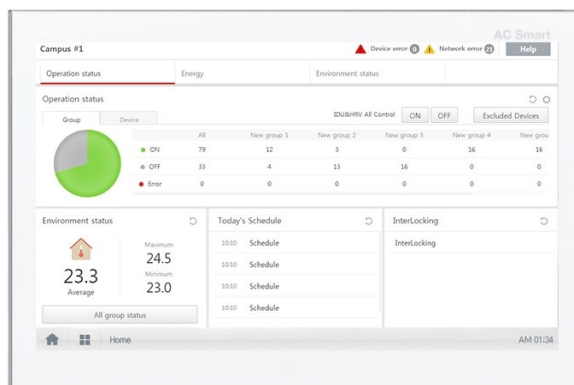 AC Smart
Campus #1 Device error 0 Network error 23 Help
Operation status Energy Environment status
Operation status
Group Device IDU&HRV All Control ON OFF Excluded Devices
All New group 1 New group 2 New group 3 New group 4 New grou
ON 79 12 3 0 16 16
OFF 33 4 13 16 0 0
Error 0 0 0 0 0 0
Environment status Today's Schedule InterLocking
Maximum 10:10 Schedule InterLocking
24.5
23.3 Minimum 10:10 Schedule
Average 23.0 10:10 Schedule
All group status 10:10 Schedule
Home AM 01:34